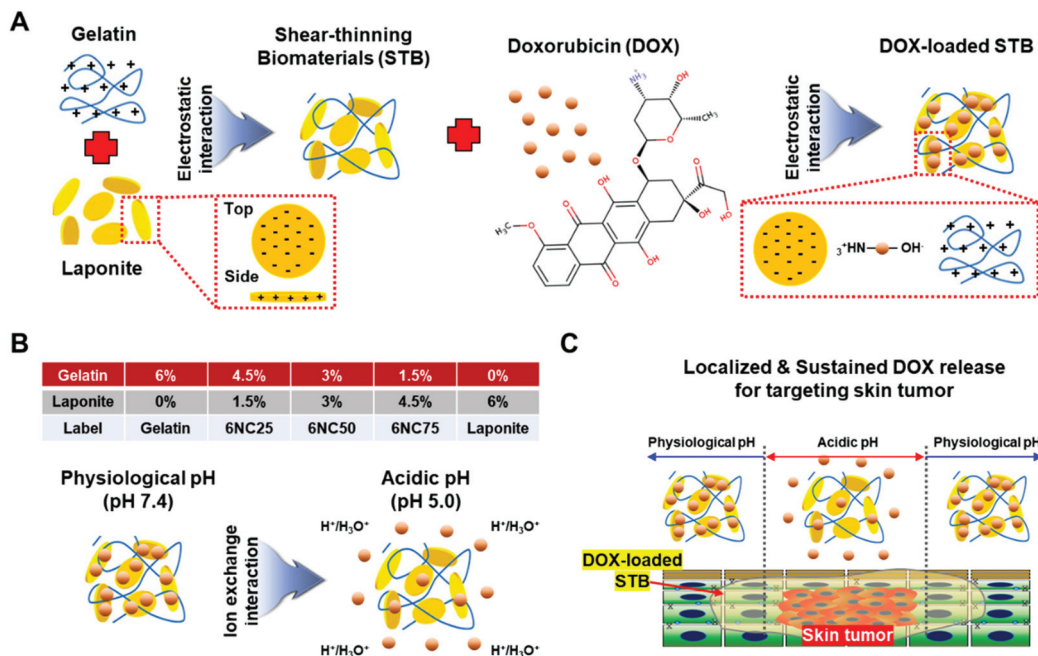 A
Gelatin
Laponite
Electrostatic
interaction
Shear-thinning
Biomaterials (STB)
Top
Side
Doxorubicin (DOX)
NH₃⁺
OH
CH₃
O
O
O
OH
OH
HO
O
O
H₃C
O
O
OH
Electrostatic
interaction
DOX-loaded STB
₃⁺HN
OH⁻
B
Gelatin 6% 4.5% 3% 1.5% 0%
Laponite 0% 1.5% 3% 4.5% 6%
Label Gelatin 6NC25 6NC50 6NC75 Laponite
Physiological pH
(pH 7.4)
Ion exchange
interaction
Acidic pH
(pH 5.0)
H⁺/H₃O⁺
H⁺/H₃O⁺
H⁺/H₃O⁺
H⁺/H₃O⁺
C
Localized & Sustained DOX release
for targeting skin tumor
Physiological pH
Acidic pH
Physiological pH
DOX-loaded
STB
Skin tumor